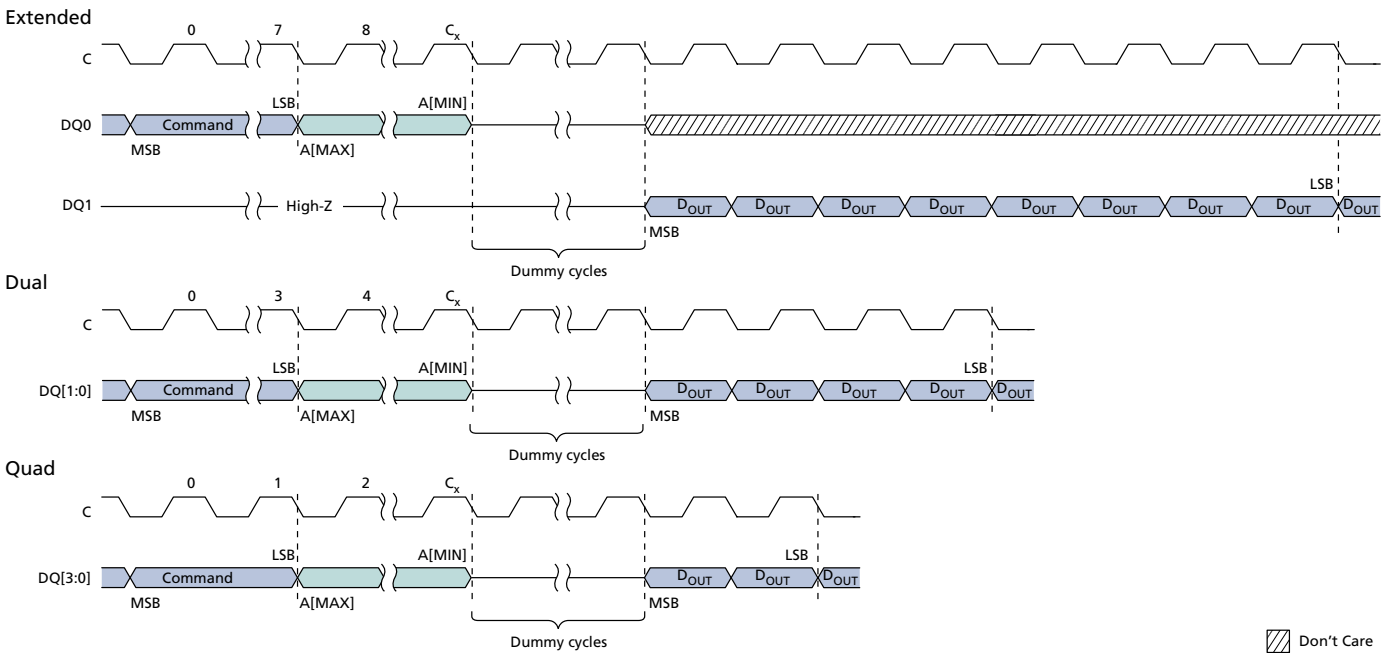 Extended
0 7 8 Cx
C
LSB A[MIN]
DQ0 Command
MSB A[MAX]
LSB
DQ1 High-Z DOUT DOUT DOUT DOUT DOUT DOUT DOUT DOUT DOUT
MSB
Dummy cycles
Dual
0 3 4 Cx
C
LSB A[MIN] LSB
DQ[1:0] Command DOUT DOUT DOUT DOUT DOUT
MSB A[MAX] MSB
Dummy cycles
Quad
0 1 2 Cx
C
LSB A[MIN] LSB
DQ[3:0] Command DOUT DOUT DOUT
MSB A[MAX] MSB
Dummy cycles
Don't Care